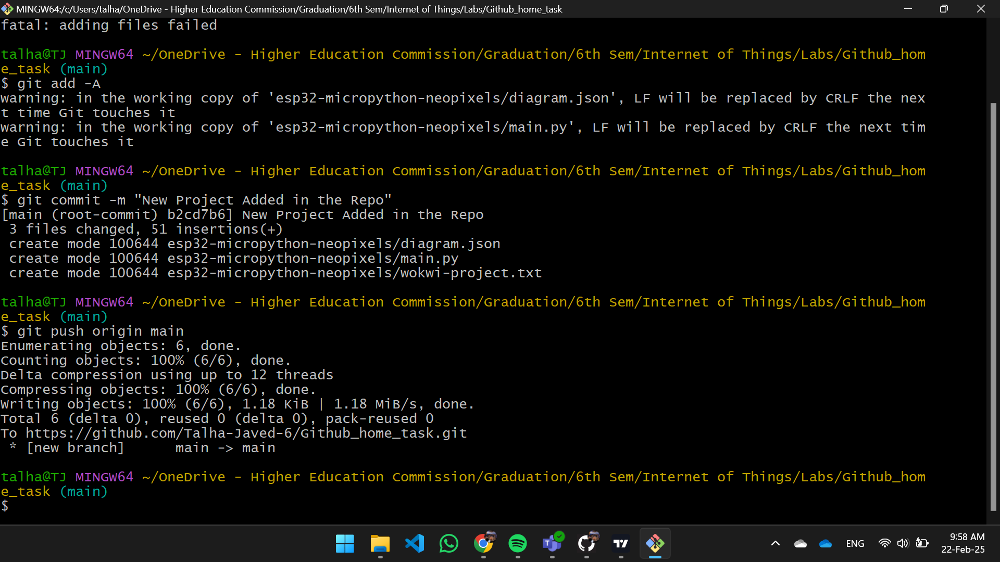 MINGW64:/c/Users/talha/OneDrive - Higher Education Commission/Graduation/6th Sem/Internet of Things/Labs/Github_home_task
fatal: adding files failed
talha@TJ MINGW64 ~/OneDrive - Higher Education Commission/Graduation/6th Sem/Internet of Things/Labs/Github_hom
e_task (main)
$ git add -A
warning: in the working copy of 'esp32-micropython-neopixels/diagram.json', LF will be replaced by CRLF the nex
t time Git touches it
warning: in the working copy of 'esp32-micropython-neopixels/main.py', LF will be replaced by CRLF the next tim
e Git touches it
talha@TJ MINGW64 ~/OneDrive - Higher Education Commission/Graduation/6th Sem/Internet of Things/Labs/Github_hom
e_task (main)
$ git commit -m "New Project Added in the Repo"
[main (root-commit) b2cd7b6] New Project Added in the Repo
 3 files changed, 51 insertions(+)
 create mode 100644 esp32-micropython-neopixels/diagram.json
 create mode 100644 esp32-micropython-neopixels/main.py
 create mode 100644 esp32-micropython-neopixels/wokwi-project.txt
talha@TJ MINGW64 ~/OneDrive - Higher Education Commission/Graduation/6th Sem/Internet of Things/Labs/Github_hom
e_task (main)
$ git push origin main
Enumerating objects: 6, done.
Counting objects: 100% (6/6), done.
Delta compression using up to 12 threads
Compressing objects: 100% (6/6), done.
Writing objects: 100% (6/6), 1.18 KiB | 1.18 MiB/s, done.
Total 6 (delta 0), reused 0 (delta 0), pack-reused 0
To https://github.com/Talha-Javed-6/Github_home_task.git
 * [new branch]      main -> main
talha@TJ MINGW64 ~/OneDrive - Higher Education Commission/Graduation/6th Sem/Internet of Things/Labs/Github_hom
e_task (main)
$
ENG
9:58 AM
22-Feb-25